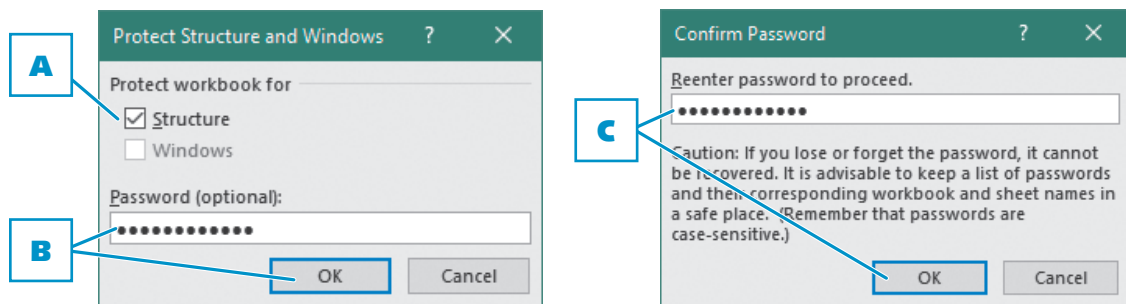 Protect Structure and Windows ? ×
A
Protect workbook for
Structure
Windows
Password (optional):
●●●●●●●●●●●●
B
OK Cancel
Confirm Password ? ×
Reenter password to proceed.
●●●●●●●●●●●●
C
Caution: If you lose or forget the password, it cannot
be recovered. It is advisable to keep a list of passwords
and their corresponding workbook and sheet names in
a safe place. (Remember that passwords are
case-sensitive.)
OK Cancel